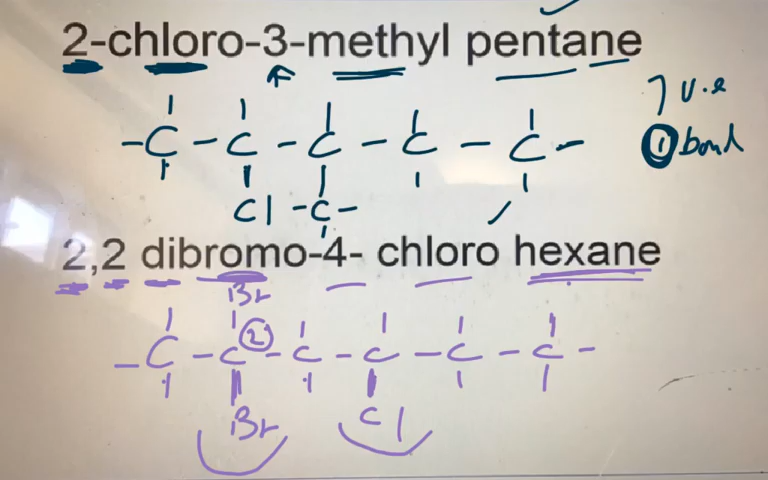 2-chloro-3-methyl pentane
7 v.e
C - C - C - C - C -
① bond
Cl - C -
2,2 dibromo-4- chloro hexane
Br
②
- C - C - C - C - C - C -
Br Cl